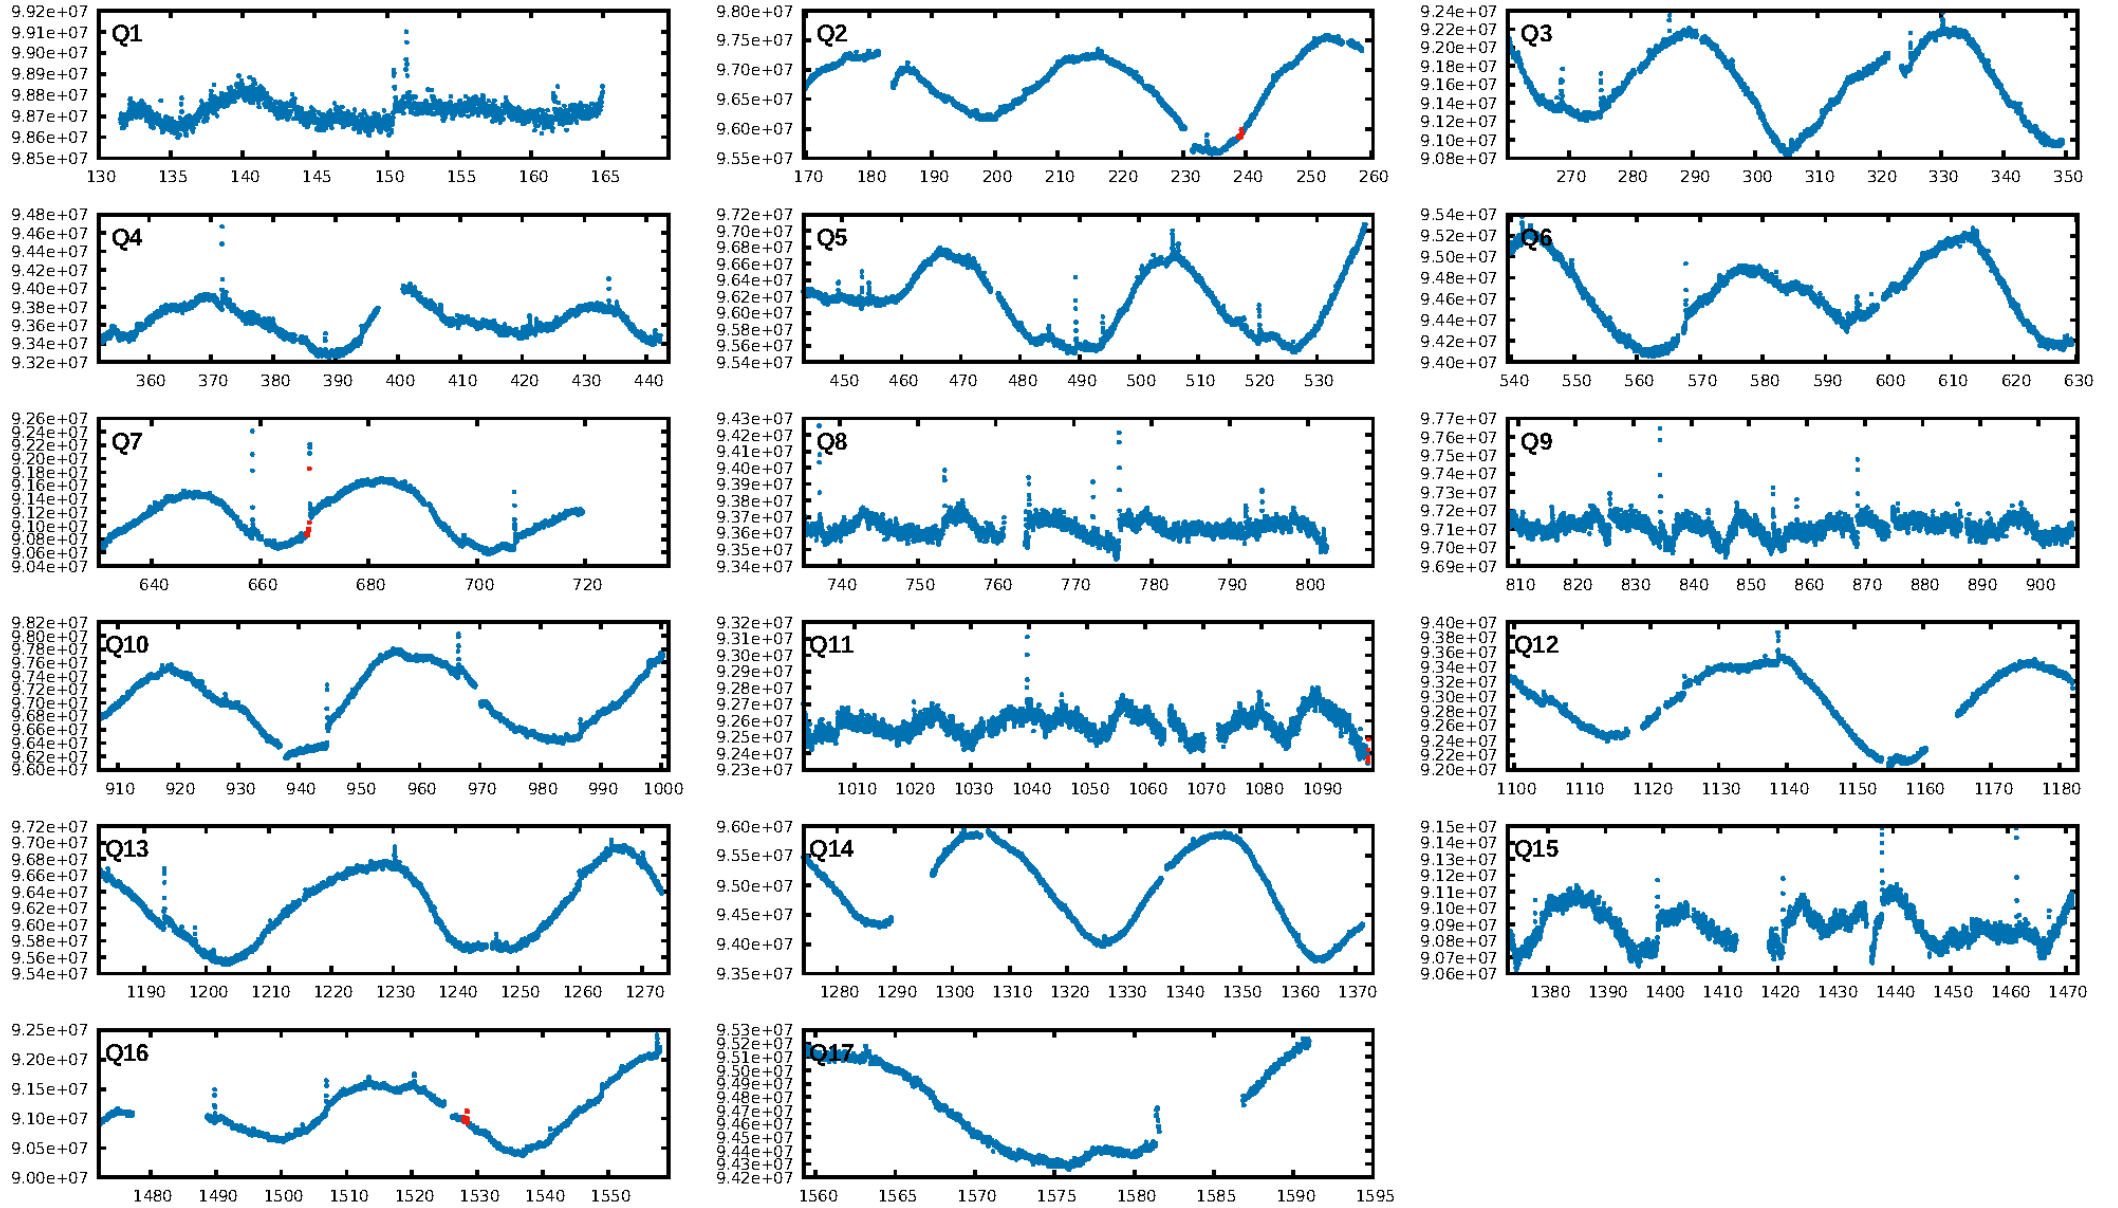 9.92e+07
9.91e+07
9.90e+07
9.89e+07
9.88e+07
9.87e+07
9.86e+07
9.85e+07
Q1
130 135 140 145 150 155 160 165
9.80e+07
9.75e+07
9.70e+07
9.65e+07
9.60e+07
9.55e+07
Q2
170 180 190 200 210 220 230 240 250 260
9.24e+07
9.22e+07
9.20e+07
9.18e+07
9.16e+07
9.14e+07
9.12e+07
9.10e+07
9.08e+07
Q3
270 280 290 300 310 320 330 340 350
9.48e+07
9.46e+07
9.44e+07
9.42e+07
9.40e+07
9.38e+07
9.36e+07
9.34e+07
9.32e+07
Q4
360 370 380 390 400 410 420 430 440
9.72e+07
9.70e+07
9.68e+07
9.66e+07
9.64e+07
9.62e+07
9.60e+07
9.58e+07
9.56e+07
9.54e+07
Q5
450 460 470 480 490 500 510 520 530
9.54e+07
9.52e+07
9.50e+07
9.48e+07
9.46e+07
9.44e+07
9.42e+07
9.40e+07
Q6
540 550 560 570 580 590 600 610 620 630
9.26e+07
9.24e+07
9.22e+07
9.20e+07
9.18e+07
9.16e+07
9.14e+07
9.12e+07
9.10e+07
9.08e+07
9.06e+07
9.04e+07
Q7
640 660 680 700 720
9.43e+07
9.42e+07
9.41e+07
9.40e+07
9.39e+07
9.38e+07
9.37e+07
9.36e+07
9.35e+07
9.34e+07
Q8
740 750 760 770 780 790 800
9.77e+07
9.76e+07
9.75e+07
9.74e+07
9.73e+07
9.72e+07
9.71e+07
9.70e+07
9.69e+07
Q9
810 820 830 840 850 860 870 880 890 900
9.82e+07
9.80e+07
9.78e+07
9.76e+07
9.74e+07
9.72e+07
9.70e+07
9.68e+07
9.66e+07
9.64e+07
9.62e+07
9.60e+07
Q10
910 920 930 940 950 960 970 980 990 1000
9.32e+07
9.31e+07
9.30e+07
9.29e+07
9.28e+07
9.27e+07
9.26e+07
9.25e+07
9.24e+07
9.23e+07
Q11
1010 1020 1030 1040 1050 1060 1070 1080 1090
9.40e+07
9.38e+07
9.36e+07
9.34e+07
9.32e+07
9.30e+07
9.28e+07
9.26e+07
9.24e+07
9.22e+07
9.20e+07
Q12
1100 1110 1120 1130 1140 1150 1160 1170 1180
9.72e+07
9.70e+07
9.68e+07
9.66e+07
9.64e+07
9.62e+07
9.60e+07
9.58e+07
9.56e+07
9.54e+07
Q13
1190 1200 1210 1220 1230 1240 1250 1260 1270
9.60e+07
9.55e+07
9.50e+07
9.45e+07
9.40e+07
9.35e+07
Q14
1280 1290 1300 1310 1320 1330 1340 1350 1360 1370
9.15e+07
9.14e+07
9.13e+07
9.12e+07
9.11e+07
9.10e+07
9.09e+07
9.08e+07
9.07e+07
9.06e+07
Q15
1380 1390 1400 1410 1420 1430 1440 1450 1460 1470
9.25e+07
9.20e+07
9.15e+07
9.10e+07
9.05e+07
9.00e+07
Q16
1480 1490 1500 1510 1520 1530 1540 1550
9.53e+07
9.52e+07
9.51e+07
9.50e+07
9.49e+07
9.48e+07
9.47e+07
9.46e+07
9.45e+07
9.44e+07
9.43e+07
9.42e+07
Q17
1560 1565 1570 1575 1580 1585 1590 1595